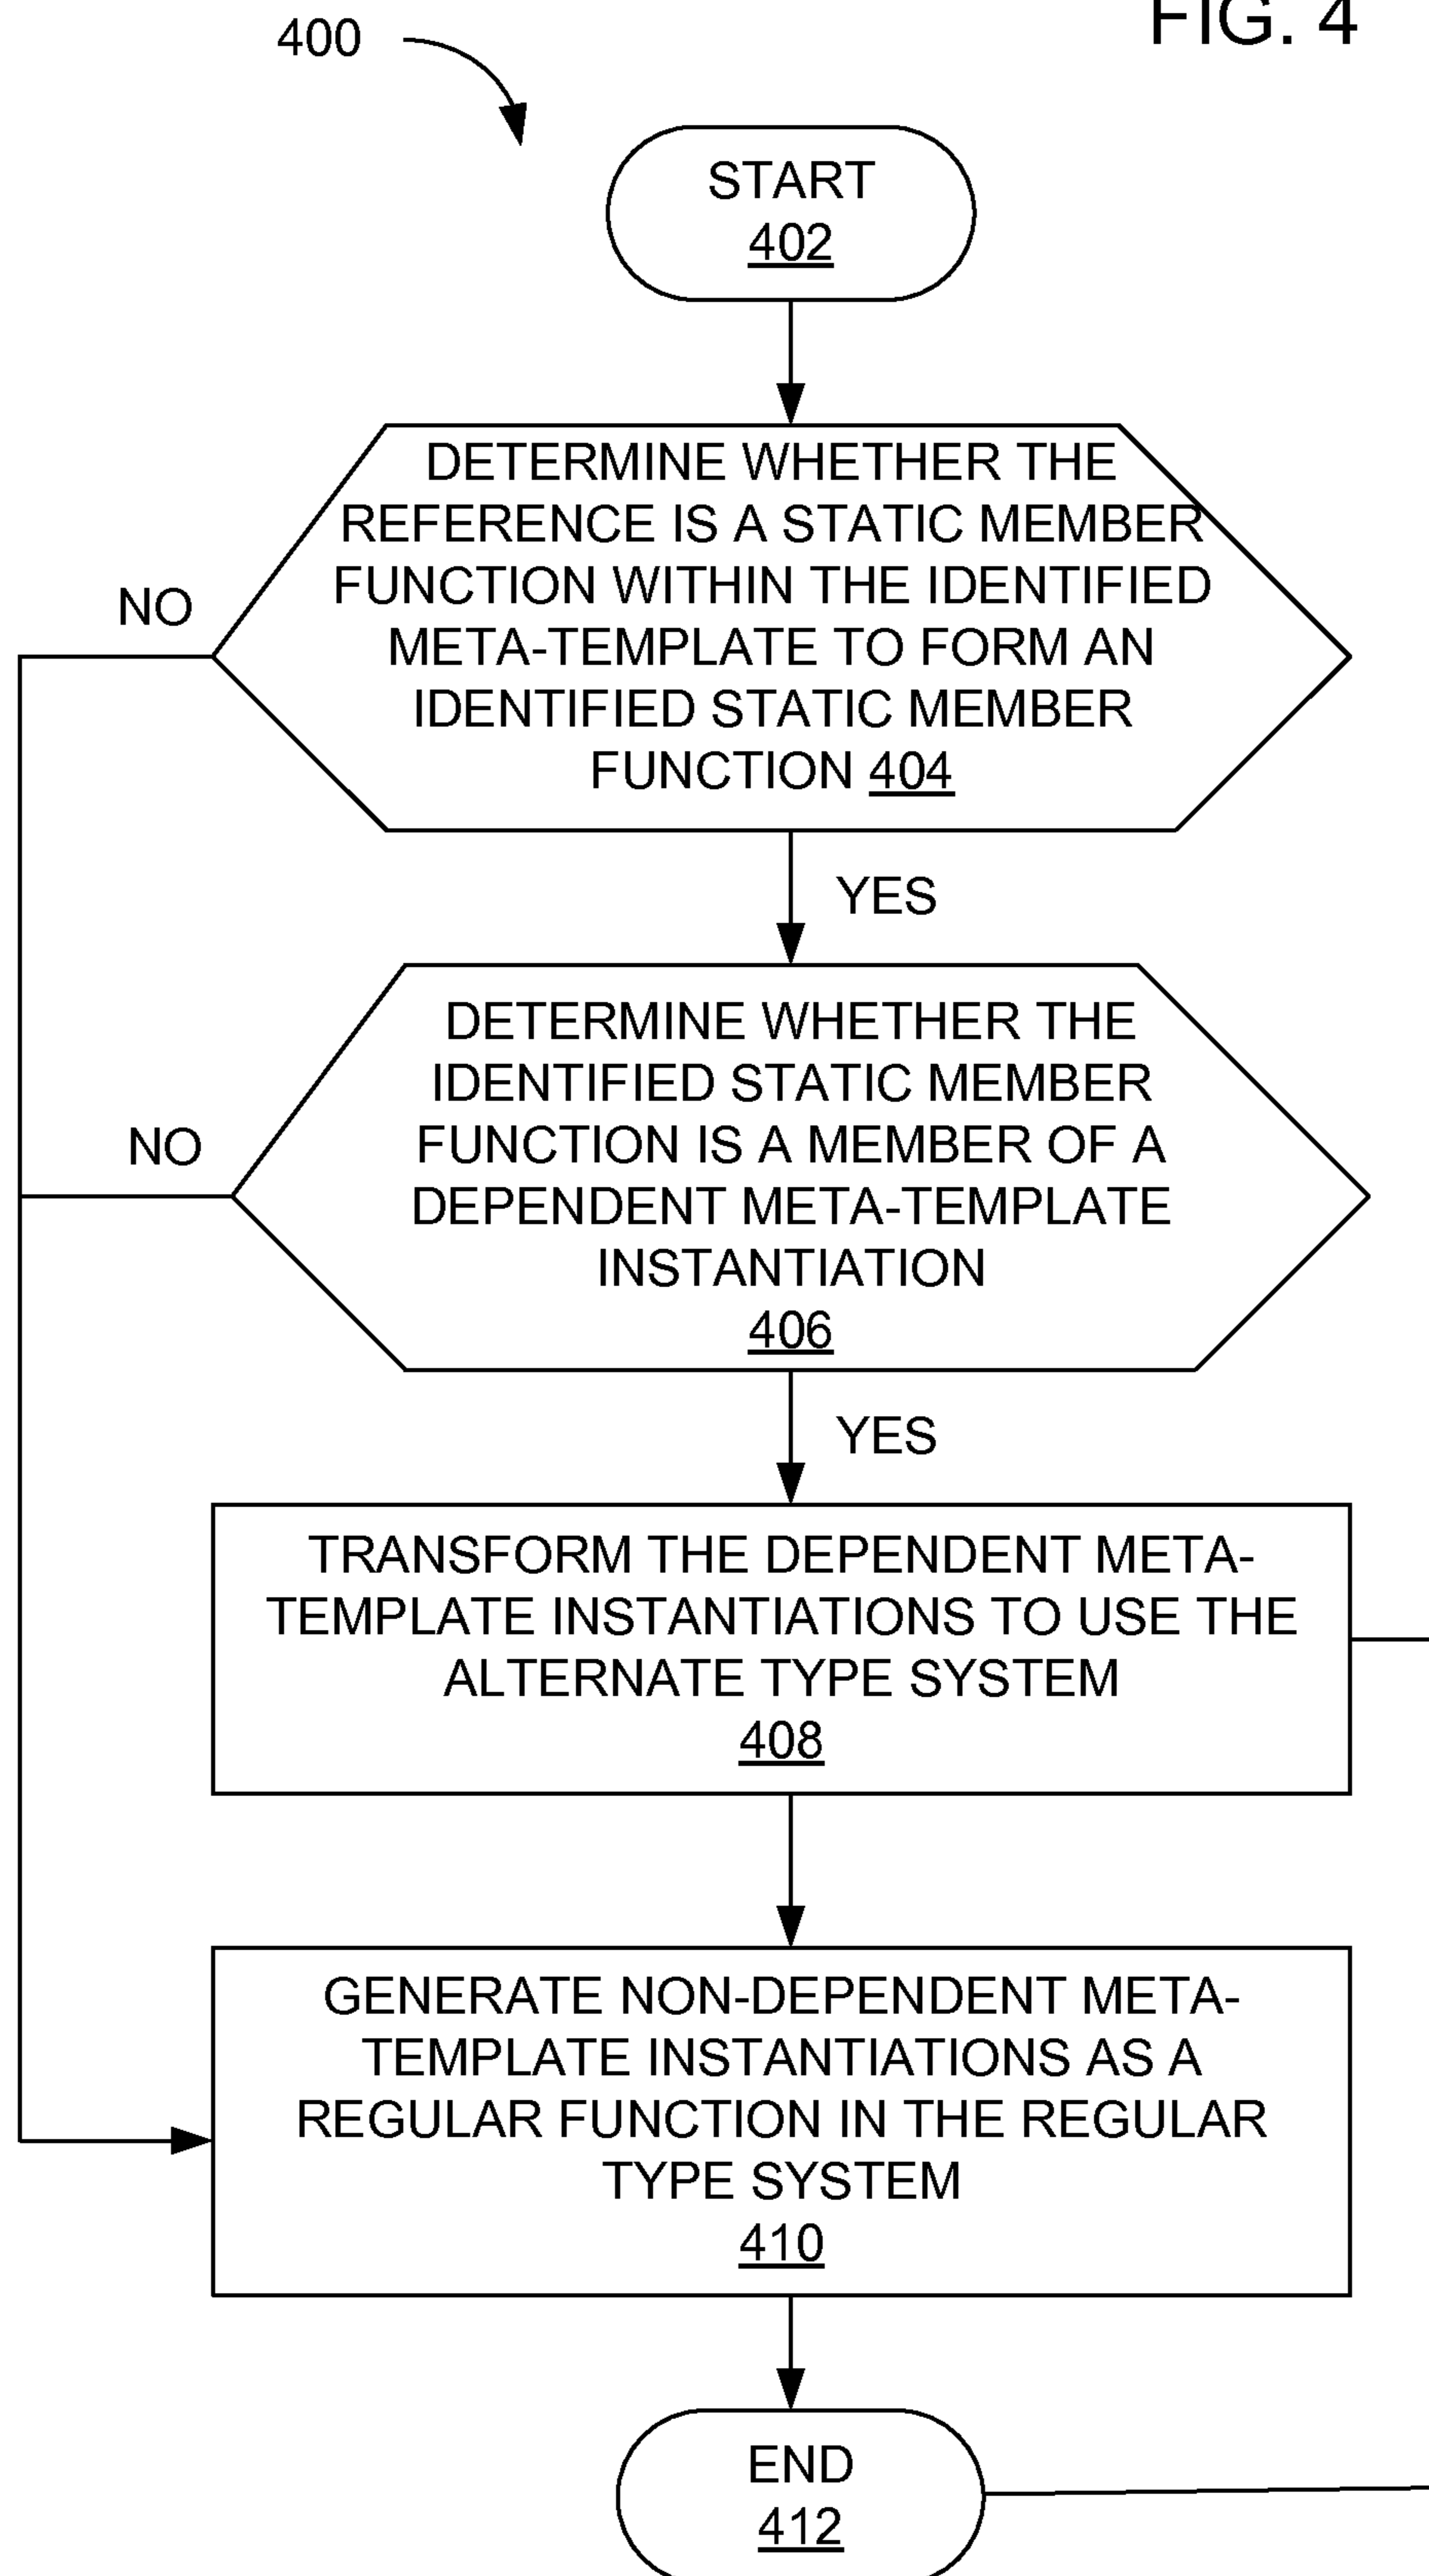 FIG. 4
400
START
402
DETERMINE WHETHER THE
REFERENCE IS A STATIC MEMBER
FUNCTION WITHIN THE IDENTIFIED
META-TEMPLATE TO FORM AN
IDENTIFIED STATIC MEMBER
FUNCTION 404
NO
YES
DETERMINE WHETHER THE
IDENTIFIED STATIC MEMBER
FUNCTION IS A MEMBER OF A
DEPENDENT META-TEMPLATE
INSTANTIATION
406
NO
YES
TRANSFORM THE DEPENDENT META-
TEMPLATE INSTANTIATIONS TO USE THE
ALTERNATE TYPE SYSTEM
408
GENERATE NON-DEPENDENT META-
TEMPLATE INSTANTIATIONS AS A
REGULAR FUNCTION IN THE REGULAR
TYPE SYSTEM
410
END
412